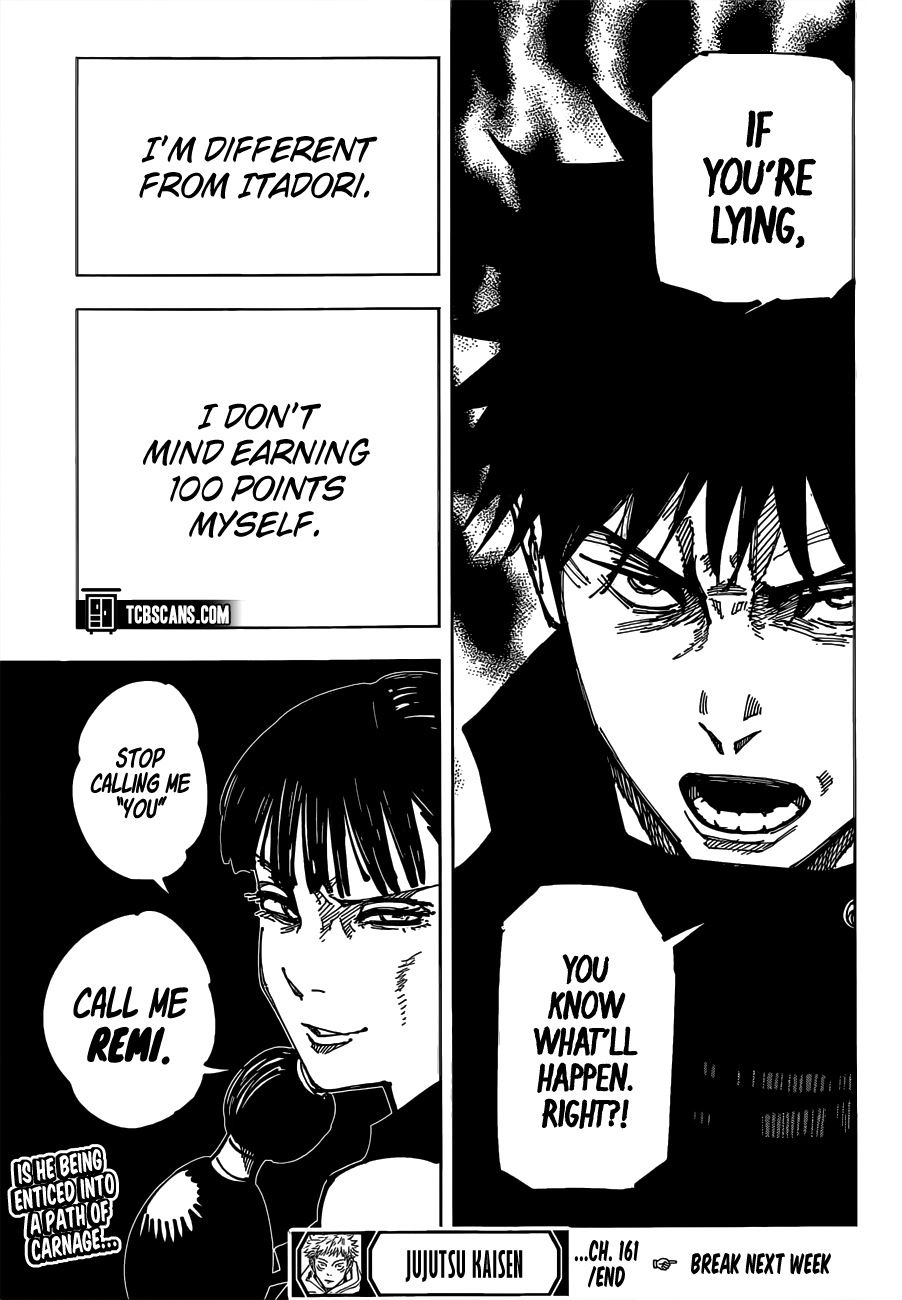 IF
YOU'RE
LYING,
YOU
KNOW
WHAT'LL
HAPPEN.
RIGHT?!
I'M DIFFERENT
FROM ITADORI.
I DON'T
MIND EARNING
100 POINTS
MYSELF.
TCBSCANS.COM
STOP
CALLING ME
"YOU"
CALL ME
REMI.
IS HE BEING
ENTICED INTO
A PATH OF
CARNAGE!...
JUJUTSU KAISEN
...CH. 161
/END
BREAK NEXT WEEK